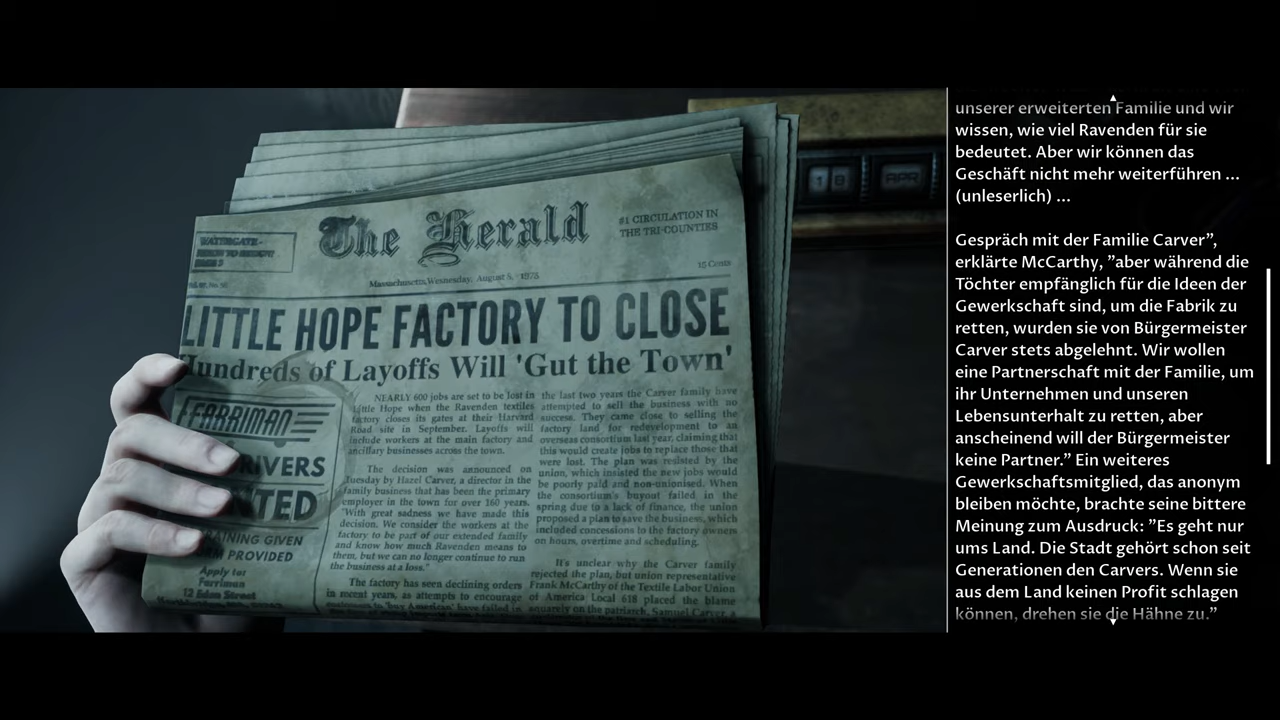 The Herald
#1 CIRCULATION IN
THE TRI-COUNTIES
WATERGATE -
Massachusetts, Wednesday, August 8, 1973
15 Cents
LITTLE HOPE FACTORY TO CLOSE
Hundreds of Layoffs Will 'Gut the Town'
FARRIMAN
DRIVERS
WANTED
TRAINING GIVEN
PROVIDED
Apply to:
Farriman
12 Edam Street
NEARLY 600 jobs are set to be lost in
Little Hope when the Ravenden textiles
factory closes its gates at their Harvard
Road site in September. Layoffs will
include workers at the main factory and
ancillary businesses across the town.
The decision was announced on
Tuesday by Hazel Carver, a director in the
family business that has been the primary
employer in the town for over 160 years.
"With great sadness we have made this
decision. We consider the workers at the
factory to be part of our extended family
and know how much Ravenden means to
them, but we can no longer continue to run
the business at a loss."
The factory has seen declining orders
in recent years, as attempts to encourage
customers to 'buy American' have failed in
the last two years the Carver family have
attempted to sell the business with no
success. They came close to selling the
factory land for redevelopment to an
overseas consortium last year, claiming that
this would create jobs to replace those that
were lost. The plan was resisted by the
union, which insisted the new jobs would
be poorly paid and non-unionised. When
the consortium's buyout failed in the
spring due to a lack of finance, the union
proposed a plan to save the business, which
included concessions to the factory owners
on hours, overtime and scheduling.
It's unclear why the Carver family
rejected the plan, but union representative
Frank McCarthy of the Textile Labor Union
of America Local 618 placed the blame
squarely on the patriarch, Samuel Carver, a
18
APR
unserer erweiterten Familie und wir
wissen, wie viel Ravenden für sie
bedeutet. Aber wir können das
Geschäft nicht mehr weiterführen ...
(unleserlich) ...
Gespräch mit der Familie Carver”,
erklärte McCarthy, ”aber während die
Töchter empfänglich für die Ideen der
Gewerkschaft sind, um die Fabrik zu
retten, wurden sie von Bürgermeister
Carver stets abgelehnt. Wir wollen
eine Partnerschaft mit der Familie, um
ihr Unternehmen und unseren
Lebensunterhalt zu retten, aber
anscheinend will der Bürgermeister
keine Partner.” Ein weiteres
Gewerkschaftsmitglied, das anonym
bleiben möchte, brachte seine bittere
Meinung zum Ausdruck: ”Es geht nur
ums Land. Die Stadt gehört schon seit
Generationen den Carvers. Wenn sie
aus dem Land keinen Profit schlagen
können, drehen sie die Hähne zu.”